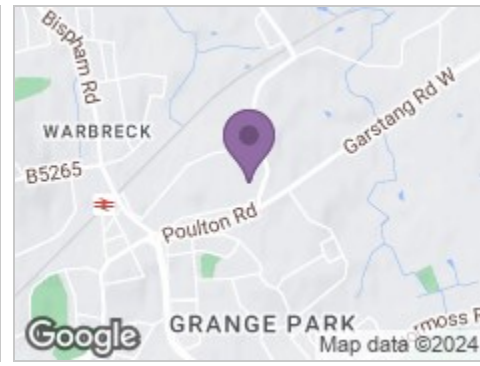 Bispham Rd
WARBRECK
Garstang Rd W
B5265
Poulton Rd
GRANGE PARK
Google
Map data ©2024